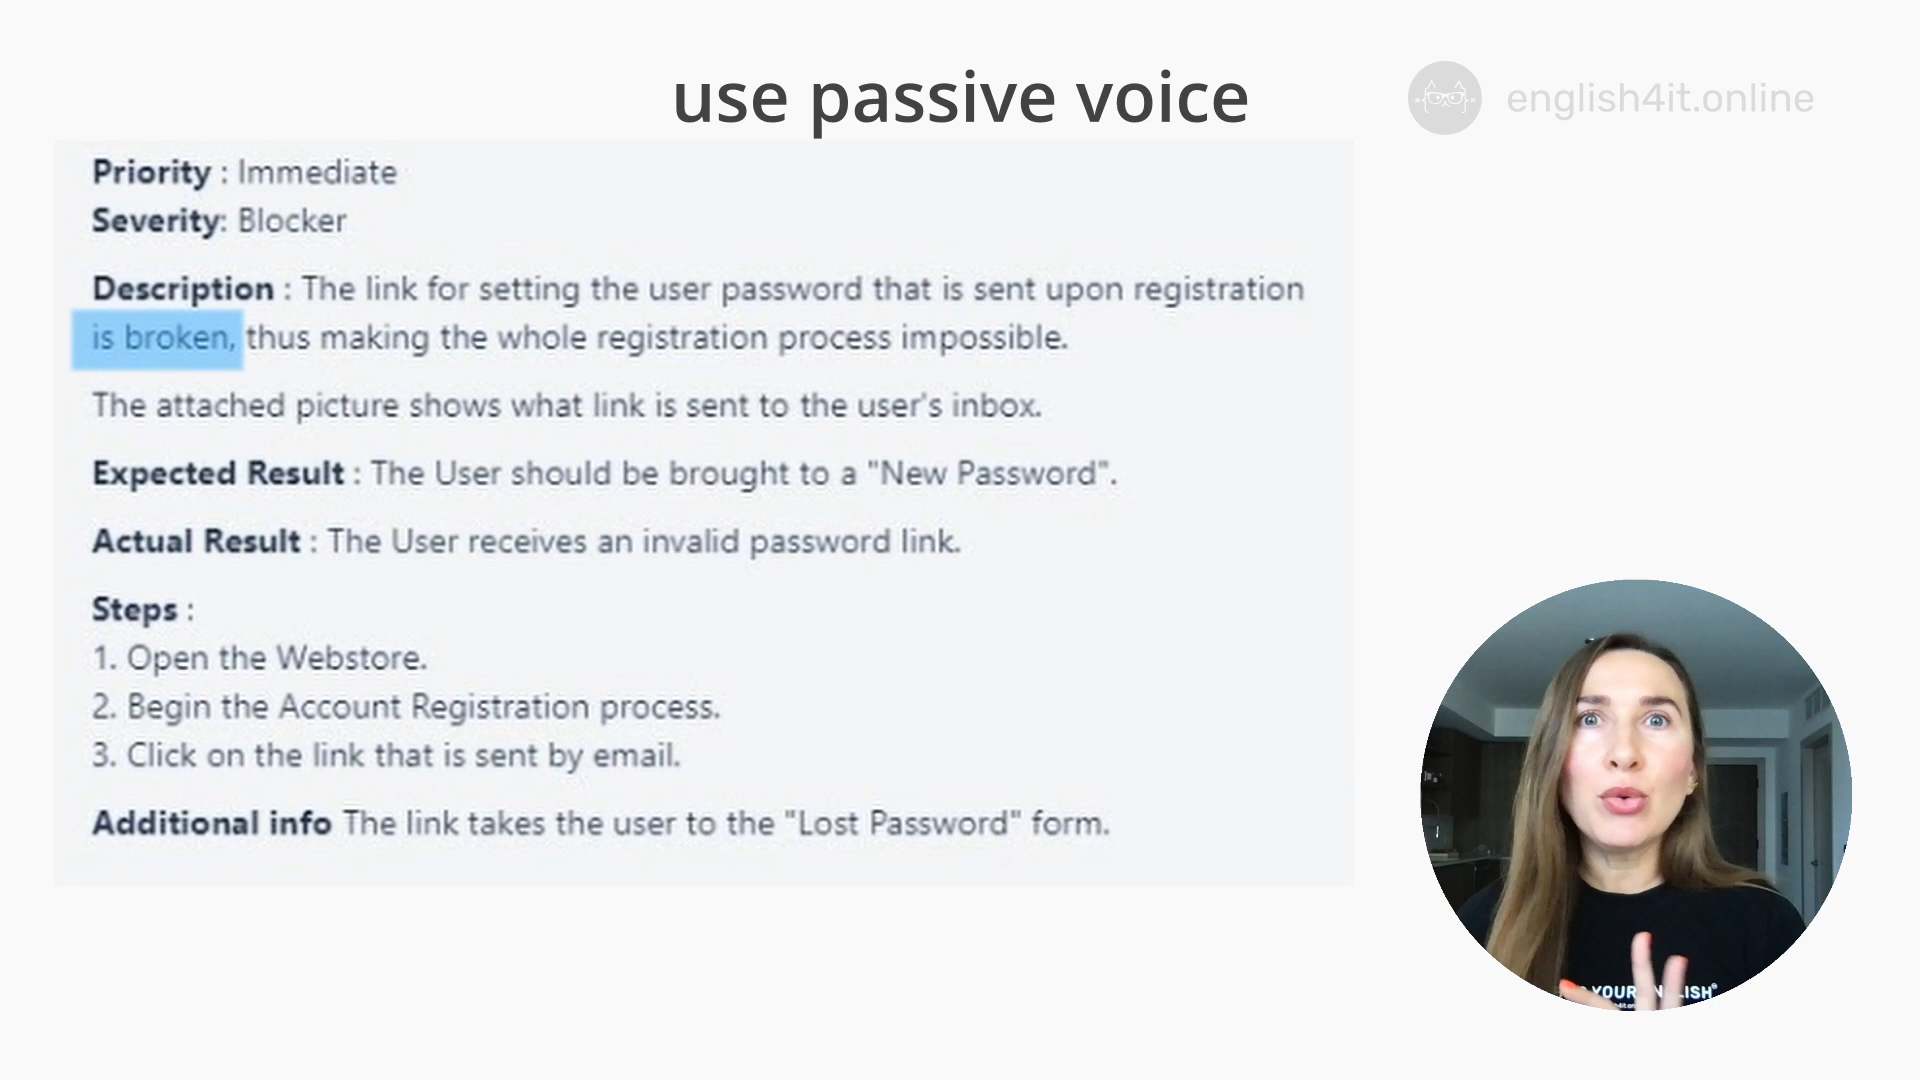 use passive voice
english4it.online
Priority : Immediate
Severity: Blocker
Description : The link for setting the user password that is sent upon registration
is broken, thus making the whole registration process impossible.
The attached picture shows what link is sent to the user's inbox.
Expected Result : The User should be brought to a "New Password".
Actual Result : The User receives an invalid password link.
Steps :
1. Open the Webstore.
2. Begin the Account Registration process.
3. Click on the link that is sent by email.
Additional info The link takes the user to the "Lost Password" form.
YOUR